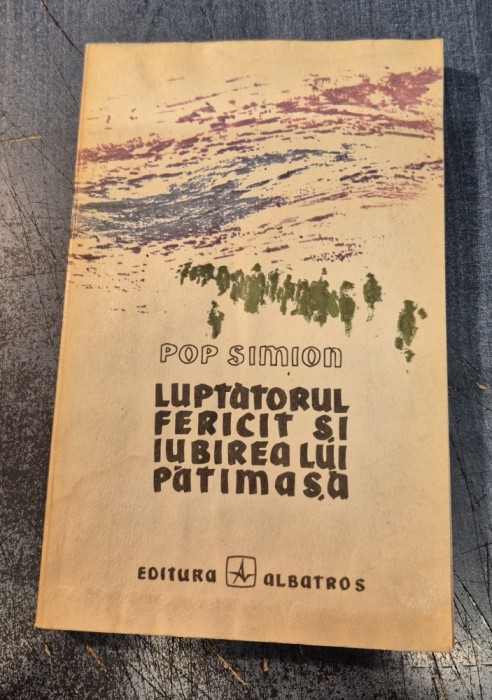 POP SIMION
LUPTĂTORUL
FERICIT ȘI
IUBIREA LUI
PĂTIMAȘĂ
EDITURA A ALBATROS